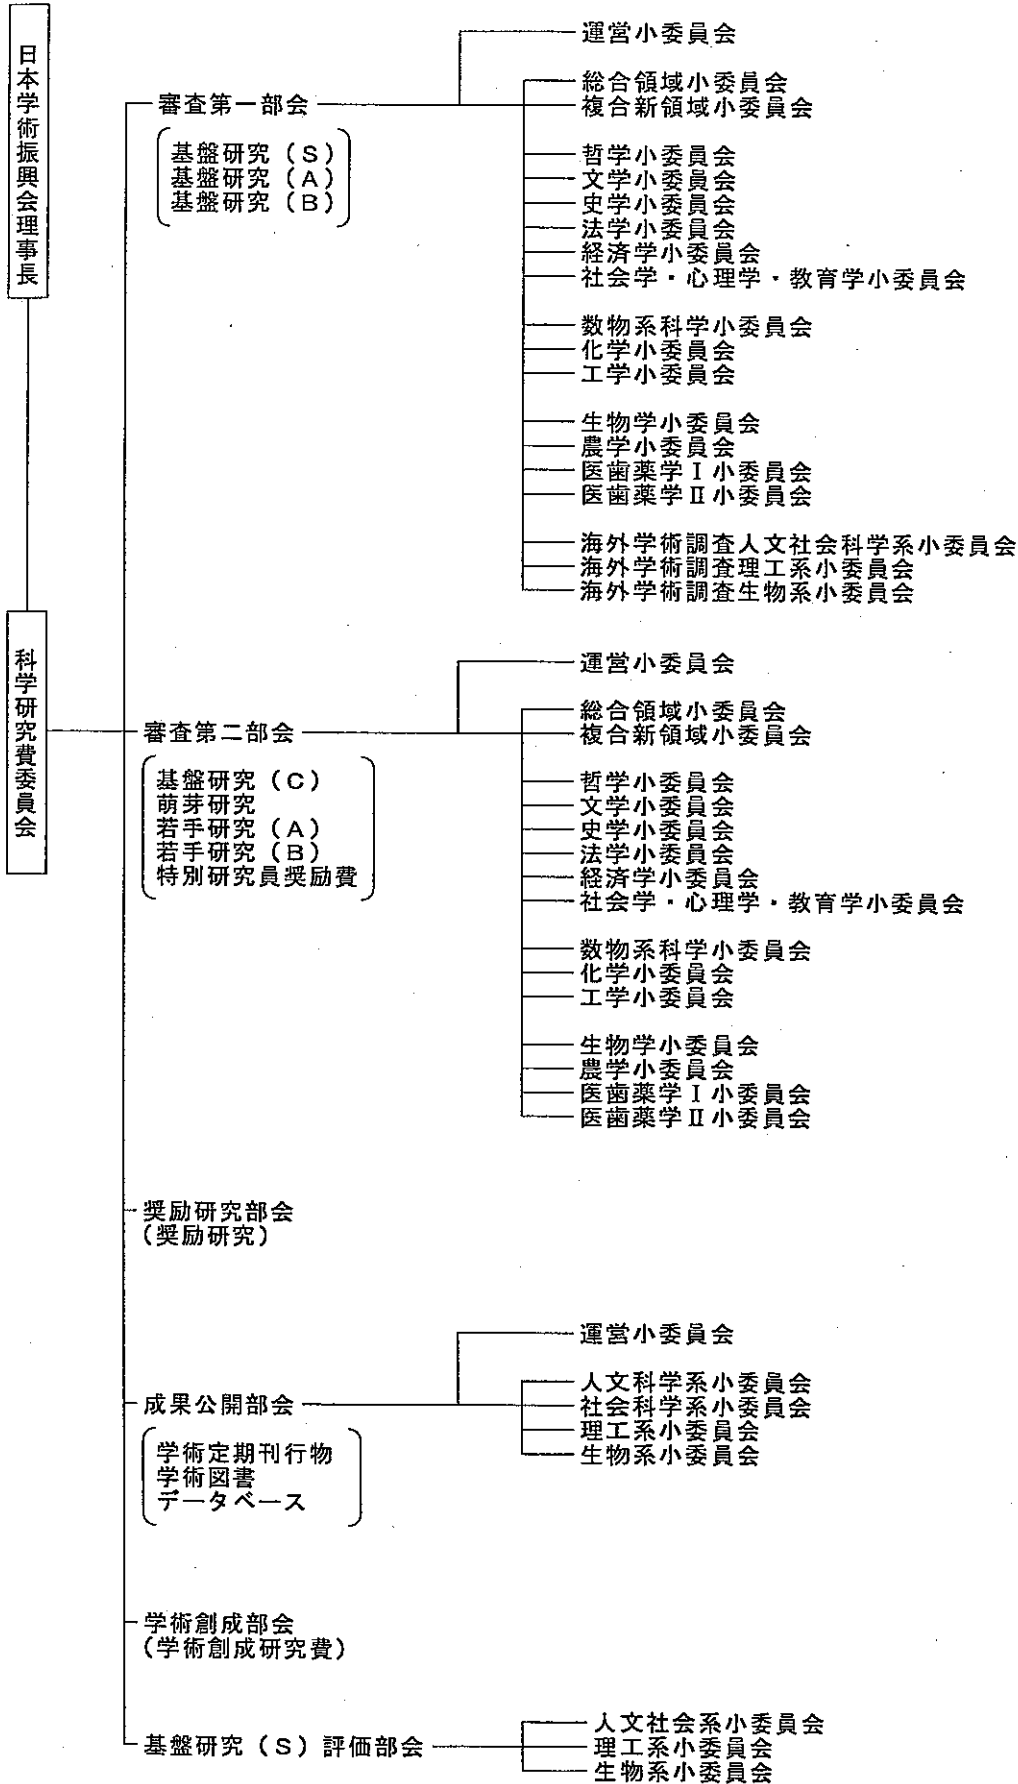 日本学術振興会理事長
科学研究費委員会
審査第一部会
基盤研究(S)
基盤研究(A)
基盤研究(B)
運営小委員会
総合領域小委員会
複合新領域小委員会
哲学小委員会
文学小委員会
史学小委員会
法学小委員会
経済学小委員会
社会学・心理学・教育学小委員会
数物系科学小委員会
化学小委員会
工学小委員会
生物学小委員会
農学小委員会
医歯薬学Ⅰ小委員会
医歯薬学Ⅱ小委員会
海外学術調査人文社会科学系小委員会
海外学術調査理工系小委員会
海外学術調査生物系小委員会
審査第二部会
基盤研究(C)
萌芽研究
若手研究(A)
若手研究(B)
特別研究員奨励費
運営小委員会
総合領域小委員会
複合新領域小委員会
哲学小委員会
文学小委員会
史学小委員会
法学小委員会
経済学小委員会
社会学・心理学・教育学小委員会
数物系科学小委員会
化学小委員会
工学小委員会
生物学小委員会
農学小委員会
医歯薬学Ⅰ小委員会
医歯薬学Ⅱ小委員会
奨励研究部会
(奨励研究)
成果公開部会
学術定期刊行物
学術図書
データベース
運営小委員会
人文科学系小委員会
社会科学系小委員会
理工系小委員会
生物系小委員会
学術創成部会
(学術創成研究費)
基盤研究(S)評価部会
人文社会系小委員会
理工系小委員会
生物系小委員会